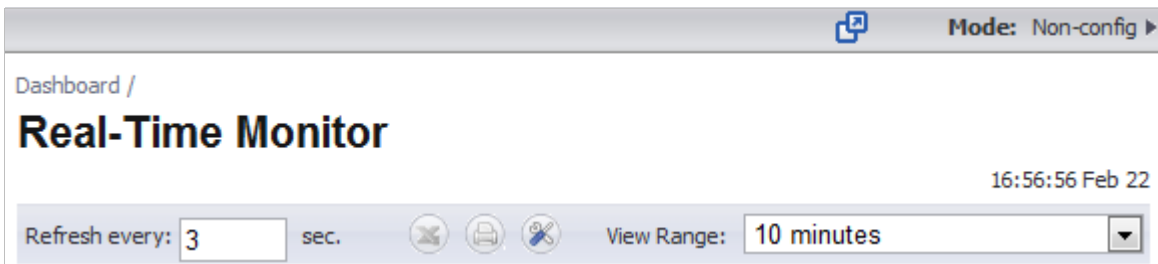 Mode: Non-config
Dashboard /
Real-Time Monitor
16:56:56 Feb 22
Refresh every: 3 sec. View Range: 10 minutes